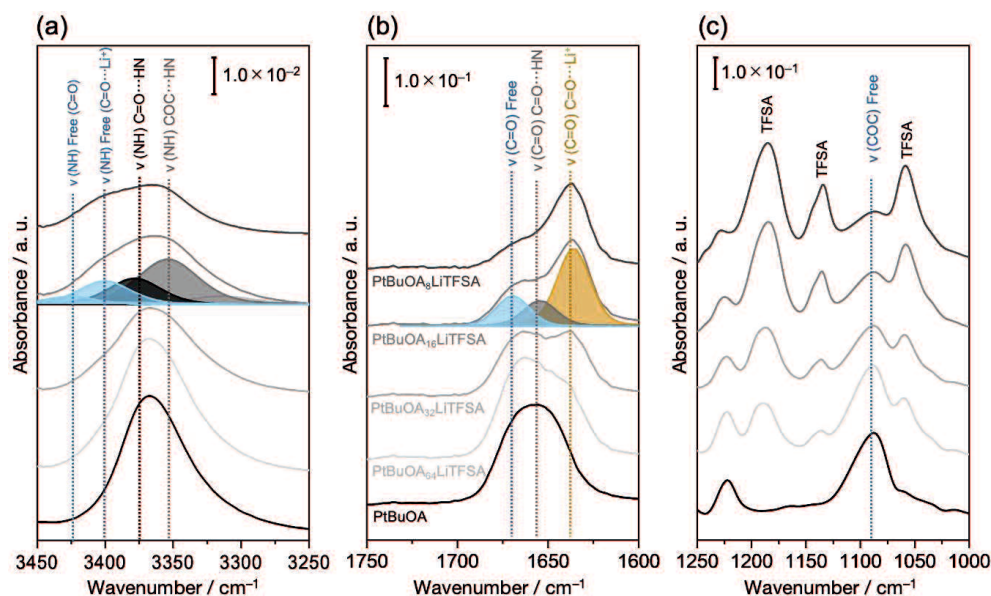 (a)
1.0 × 10⁻²
ν (NH) Free (C=O)
ν (NH) Free (C=O···Li⁺)
ν (NH) C=O···HN
ν (NH) COC···HN
Absorbance / a. u.
3450 3400 3350 3300 3250
Wavenumber / cm⁻¹
(b)
1.0 × 10⁻¹
ν (C=O) Free
ν (C=O) C=O···HN
ν (C=O) C=O···Li⁺
Absorbance / a. u.
PtBuOA₈LiTFSA
PtBuOA₁₆LiTFSA
PtBuOA₃₂LiTFSA
PtBuOA₆₄LiTFSA
PtBuOA
1750 1700 1650 1600
Wavenumber / cm⁻¹
(c)
1.0 × 10⁻¹
TFSA
TFSA
ν (COC) Free
TFSA
Absorbance / a. u.
1250 1200 1150 1100 1050 1000
Wavenumber / cm⁻¹